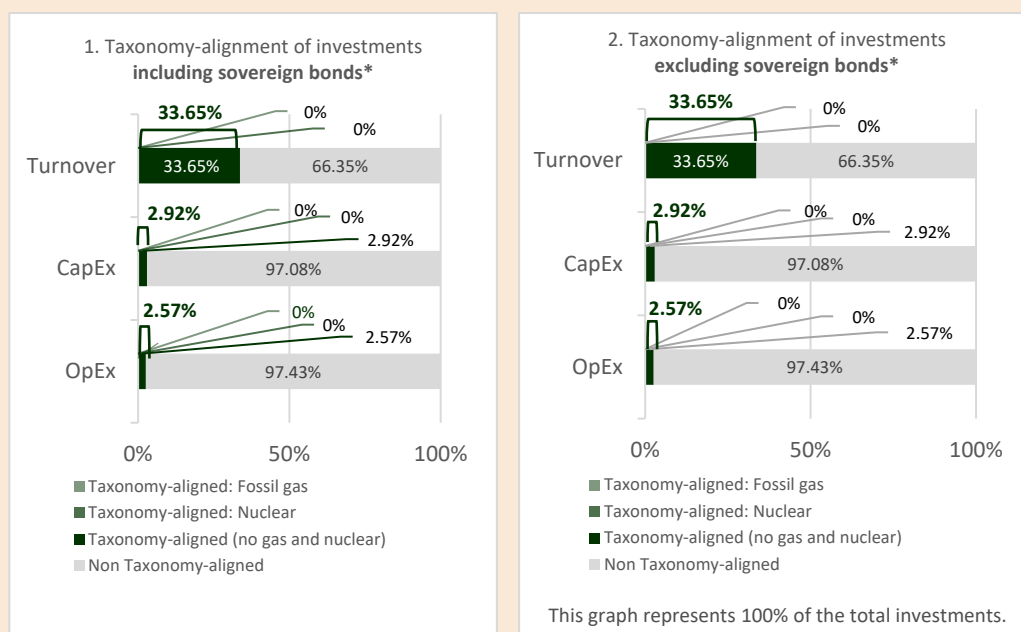 1. Taxonomy-alignment of investments
including sovereign bonds*
33.65%
0%
0%
Turnover
33.65%
66.35%
2.92%
0%
0%
2.92%
CapEx
97.08%
2.57%
0%
0%
2.57%
OpEx
97.43%
0%
50%
100%
Taxonomy-aligned: Fossil gas
Taxonomy-aligned: Nuclear
Taxonomy-aligned (no gas and nuclear)
Non Taxonomy-aligned
2. Taxonomy-alignment of investments
excluding sovereign bonds*
33.65%
0%
0%
Turnover
33.65%
66.35%
2.92%
0%
0%
2.92%
CapEx
97.08%
2.57%
0%
0%
2.57%
OpEx
97.43%
0%
50%
100%
Taxonomy-aligned: Fossil gas
Taxonomy-aligned: Nuclear
Taxonomy-aligned (no gas and nuclear)
Non Taxonomy-aligned
This graph represents 100% of the total investments.